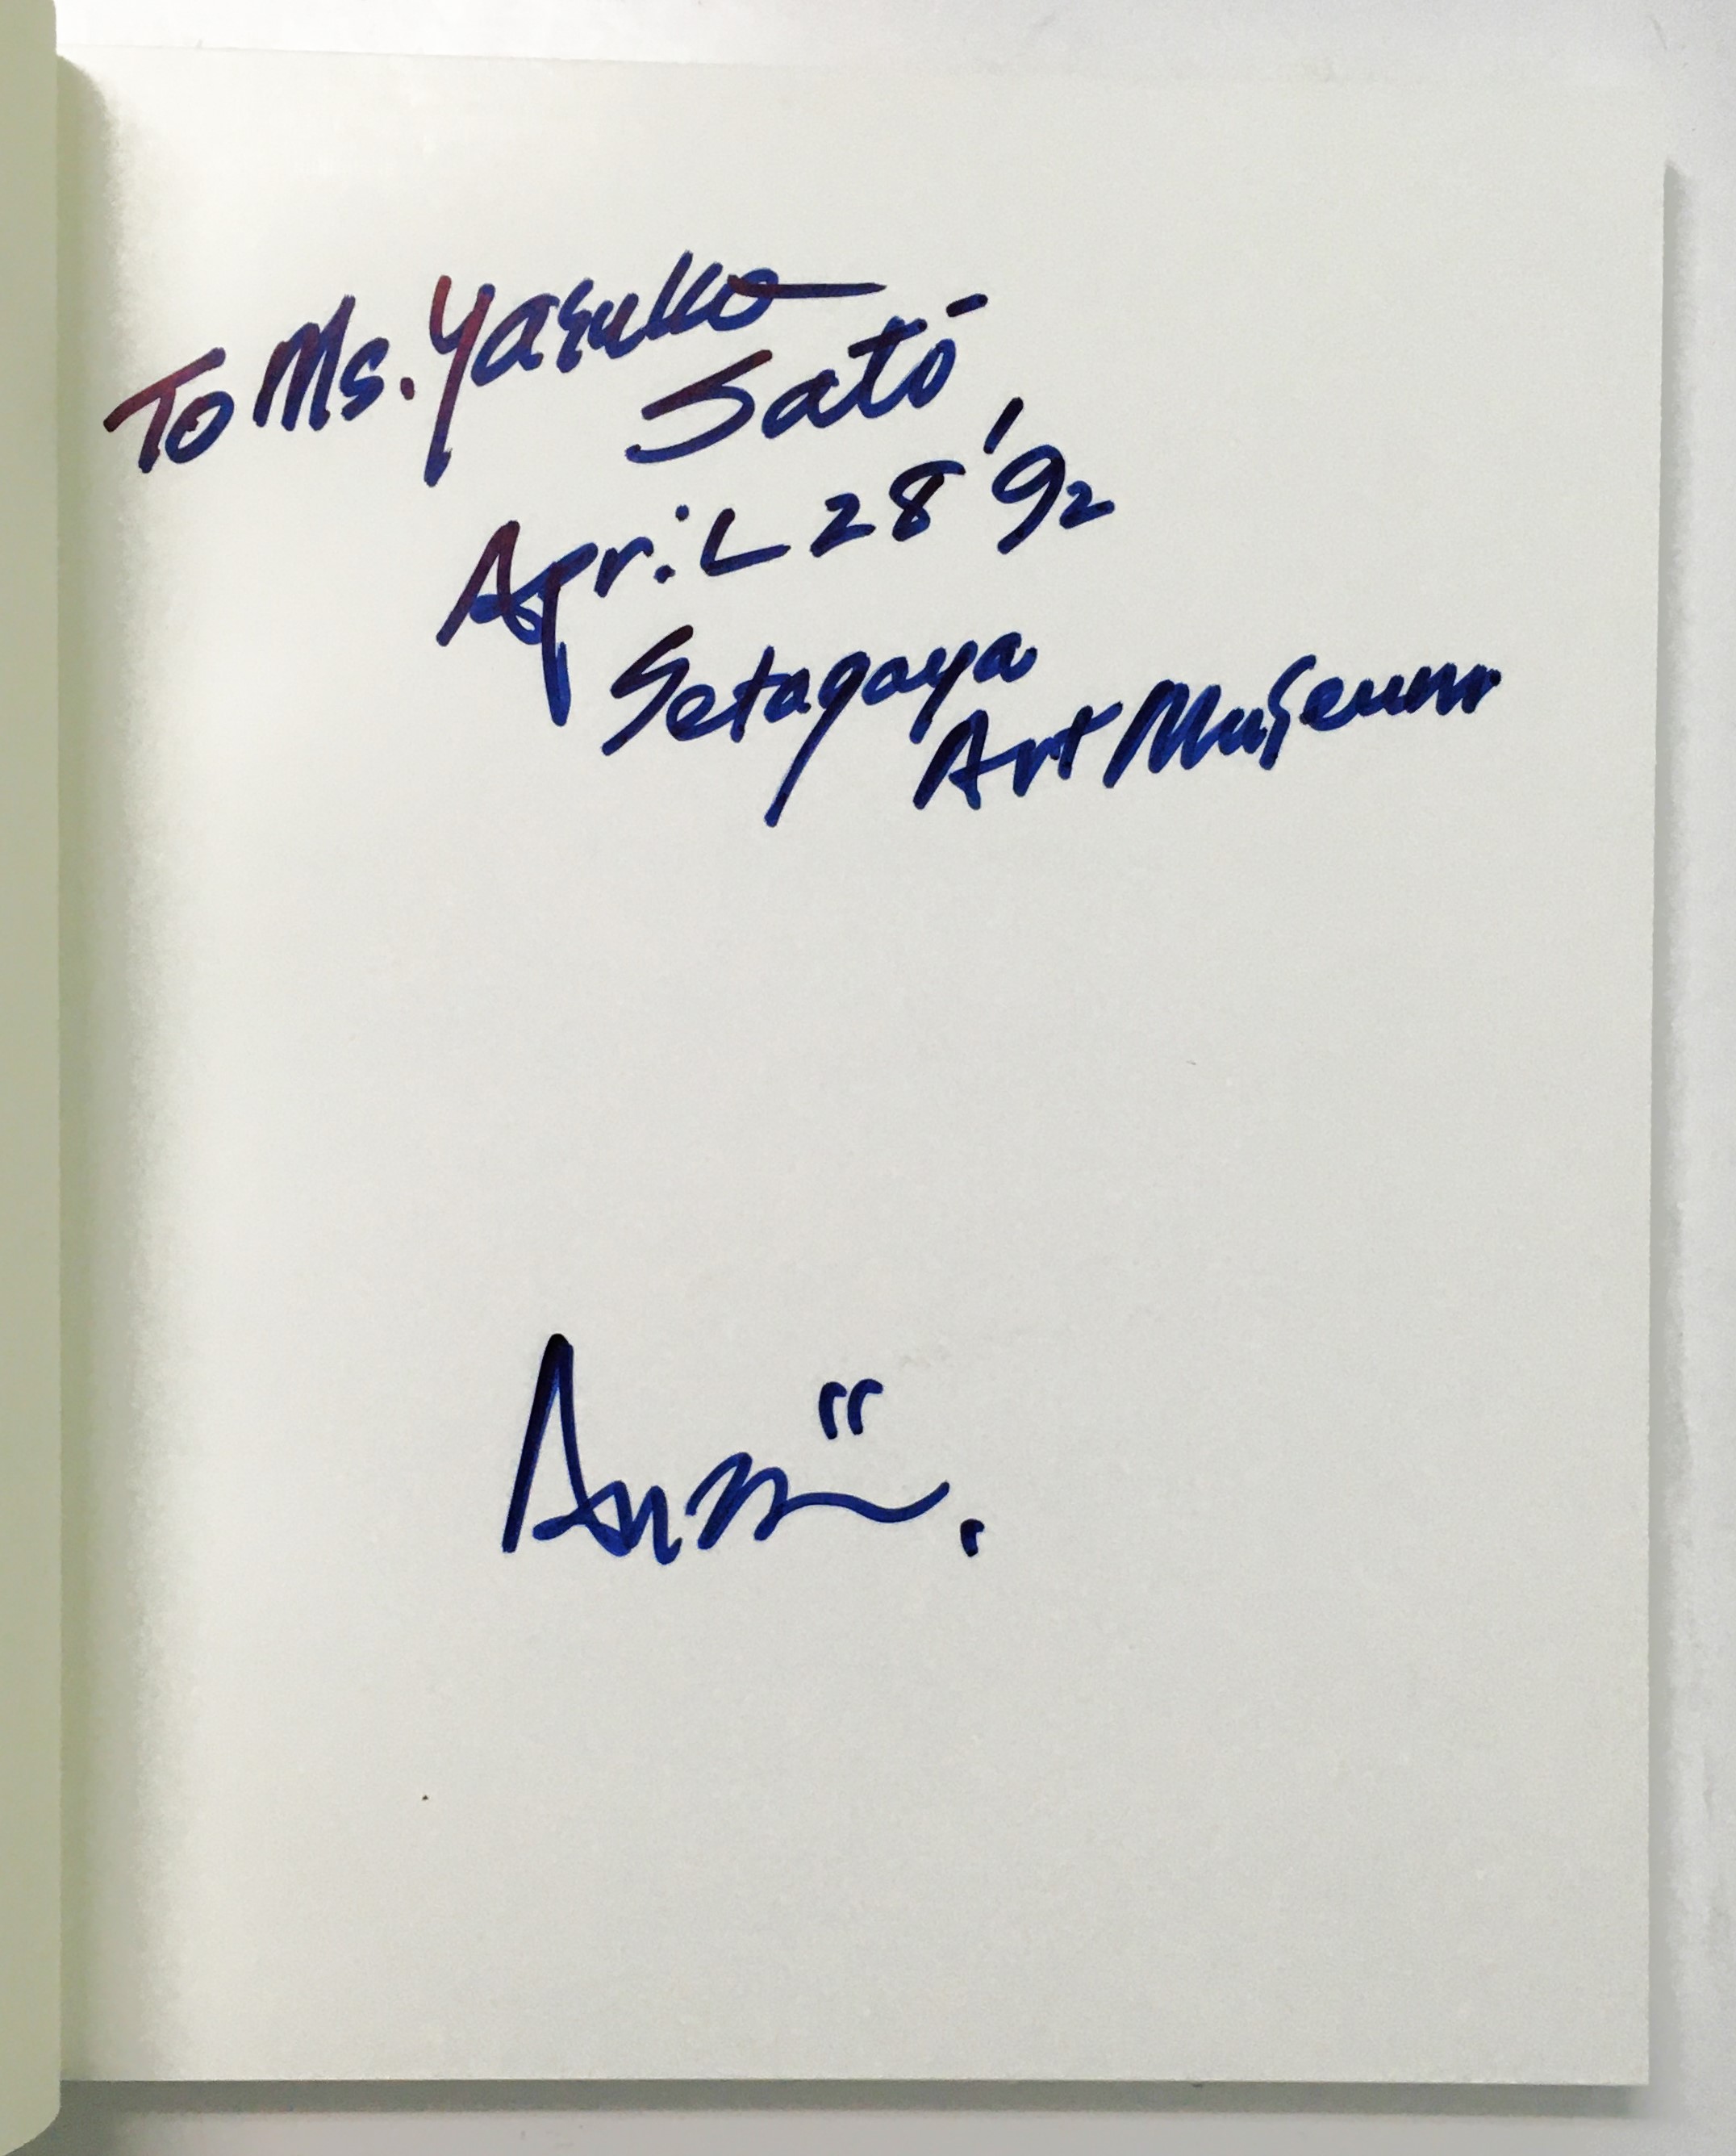 To Ms. Yasuko
Satō
April 28 '92
Setagaya
Art Museum